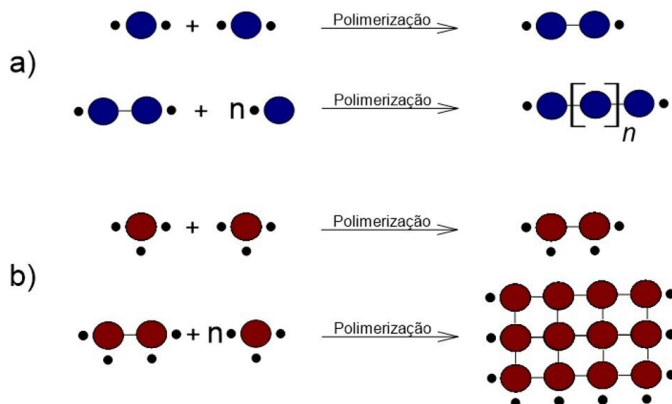 + Polimerização
a)
+ n Polimerização [ ] n
+ Polimerização
b)
+ n Polimerização